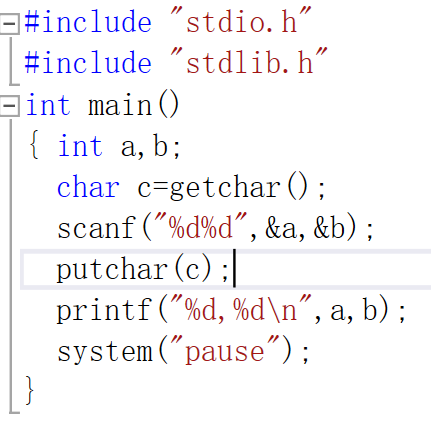 #include "stdio.h"
#include "stdlib.h"
int main()
{ int a,b;
char c=getchar();
scanf("%d%d",&a,&b);
putchar(c);
printf("%d,%d\n",a,b);
system("pause");
}